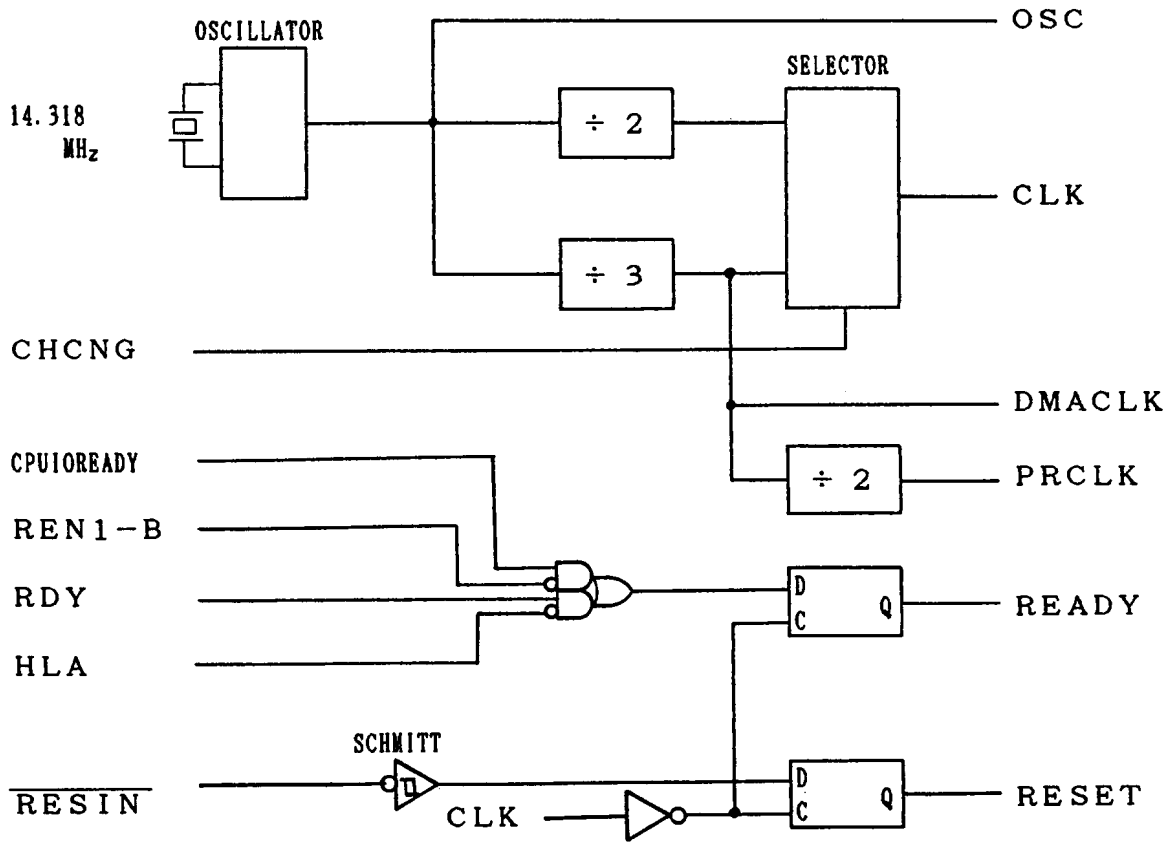 OSC
OSCILLATOR
SELECTOR
14.318
MHz
÷ 2
CLK
÷ 3
CHCNG
DMACLK
CPUIOREADY
÷ 2
PRCLK
REN1-B
RDY
D
Q
C
READY
HLA
SCHMITT
RESIN
D
Q
C
RESET
CLK